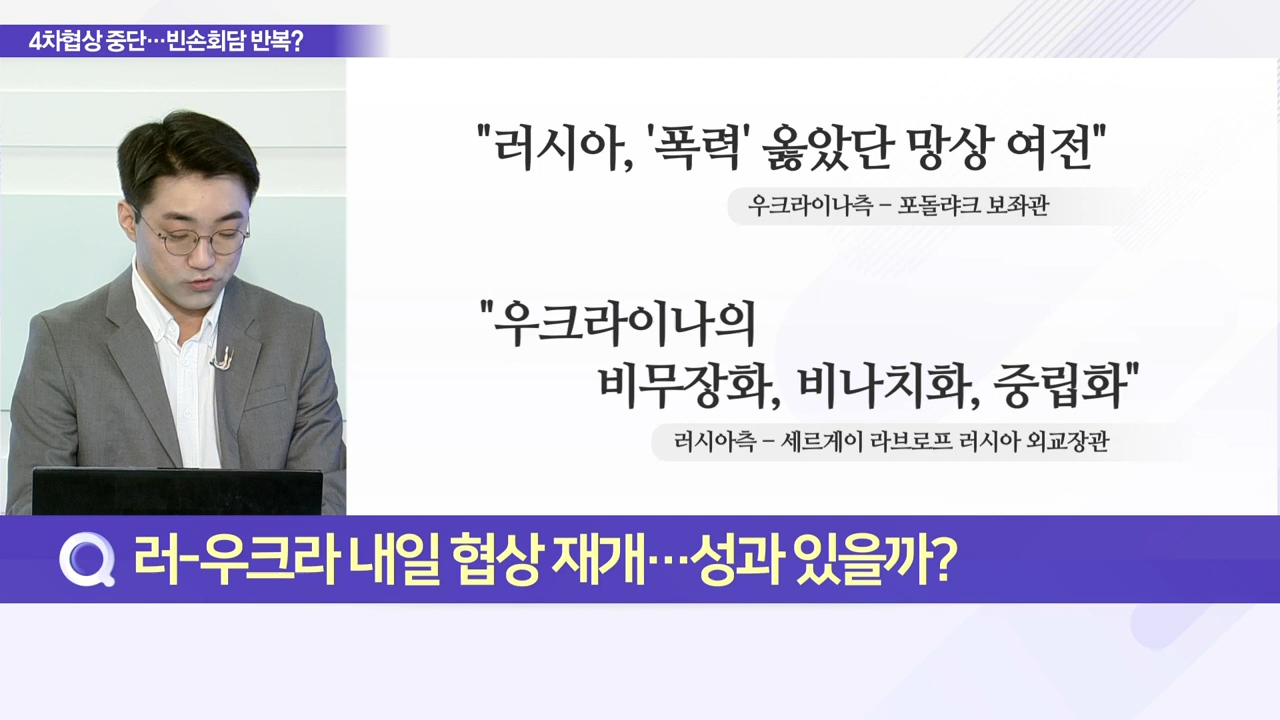 4차협상 중단…빈손회담 반복?
"러시아, '폭력' 옳았단 망상 여전"
우크라이나측 - 포돌랴크 보좌관
"우크라이나의
비무장화, 비나치화, 중립화"
러시아측 - 세르게이 라브로프 러시아 외교장관
러-우크라 내일 협상 재개…성과 있을까?